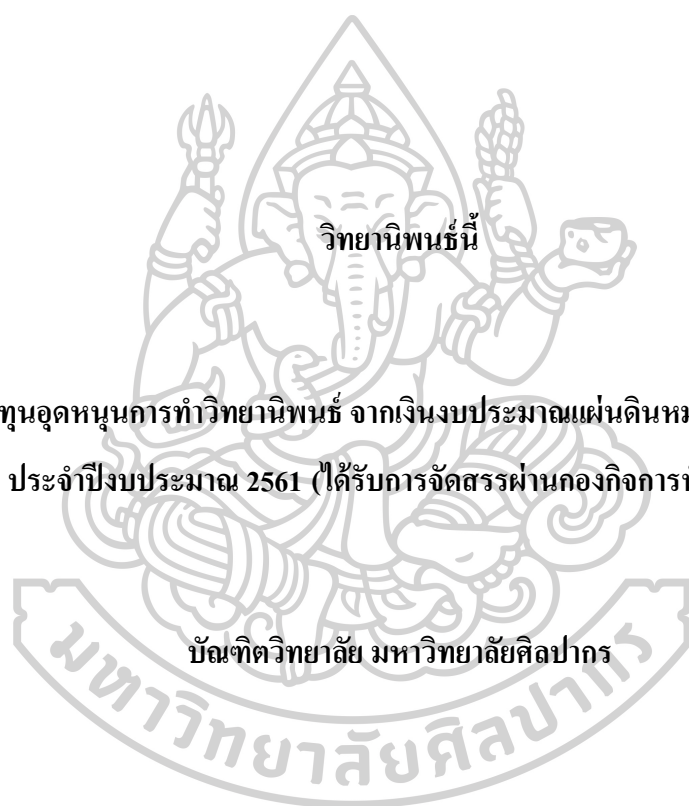 วิทยานิพนธ์นี้
ทุนอุดหนุนการทำวิทยานิพนธ์ จากเงินงบประมาณแผ่นดิน
ประจำปีงบประมาณ 2561 (ได้รับการจัดสรรผ่านกองกิจการ
บัณฑิตวิทยาลัย มหาวิทยาลัยศิลปากร
มหาวิทยาลัยศิลปากร